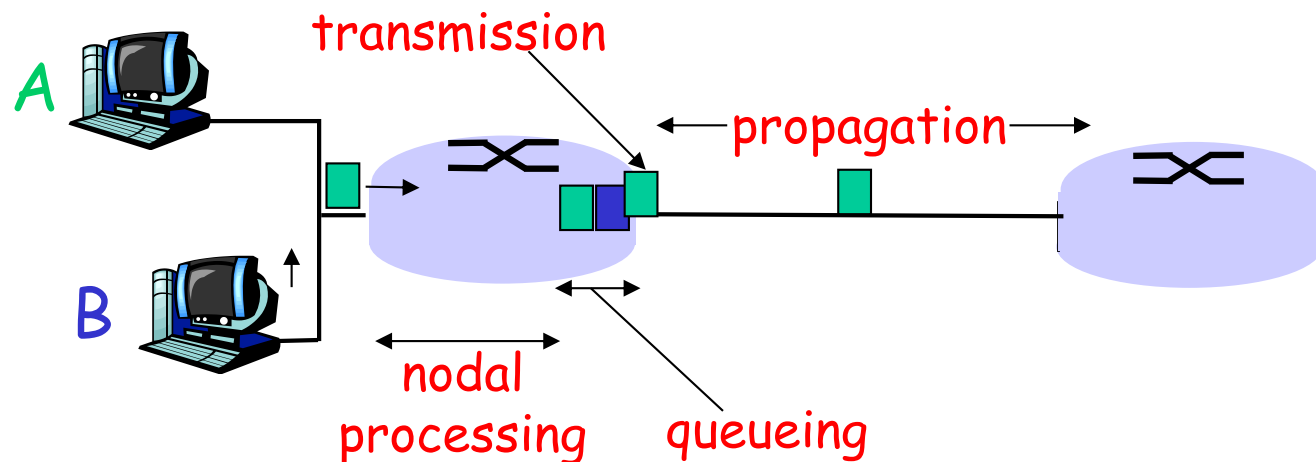 transmission
A
propagation
B
nodal
processing
queueing